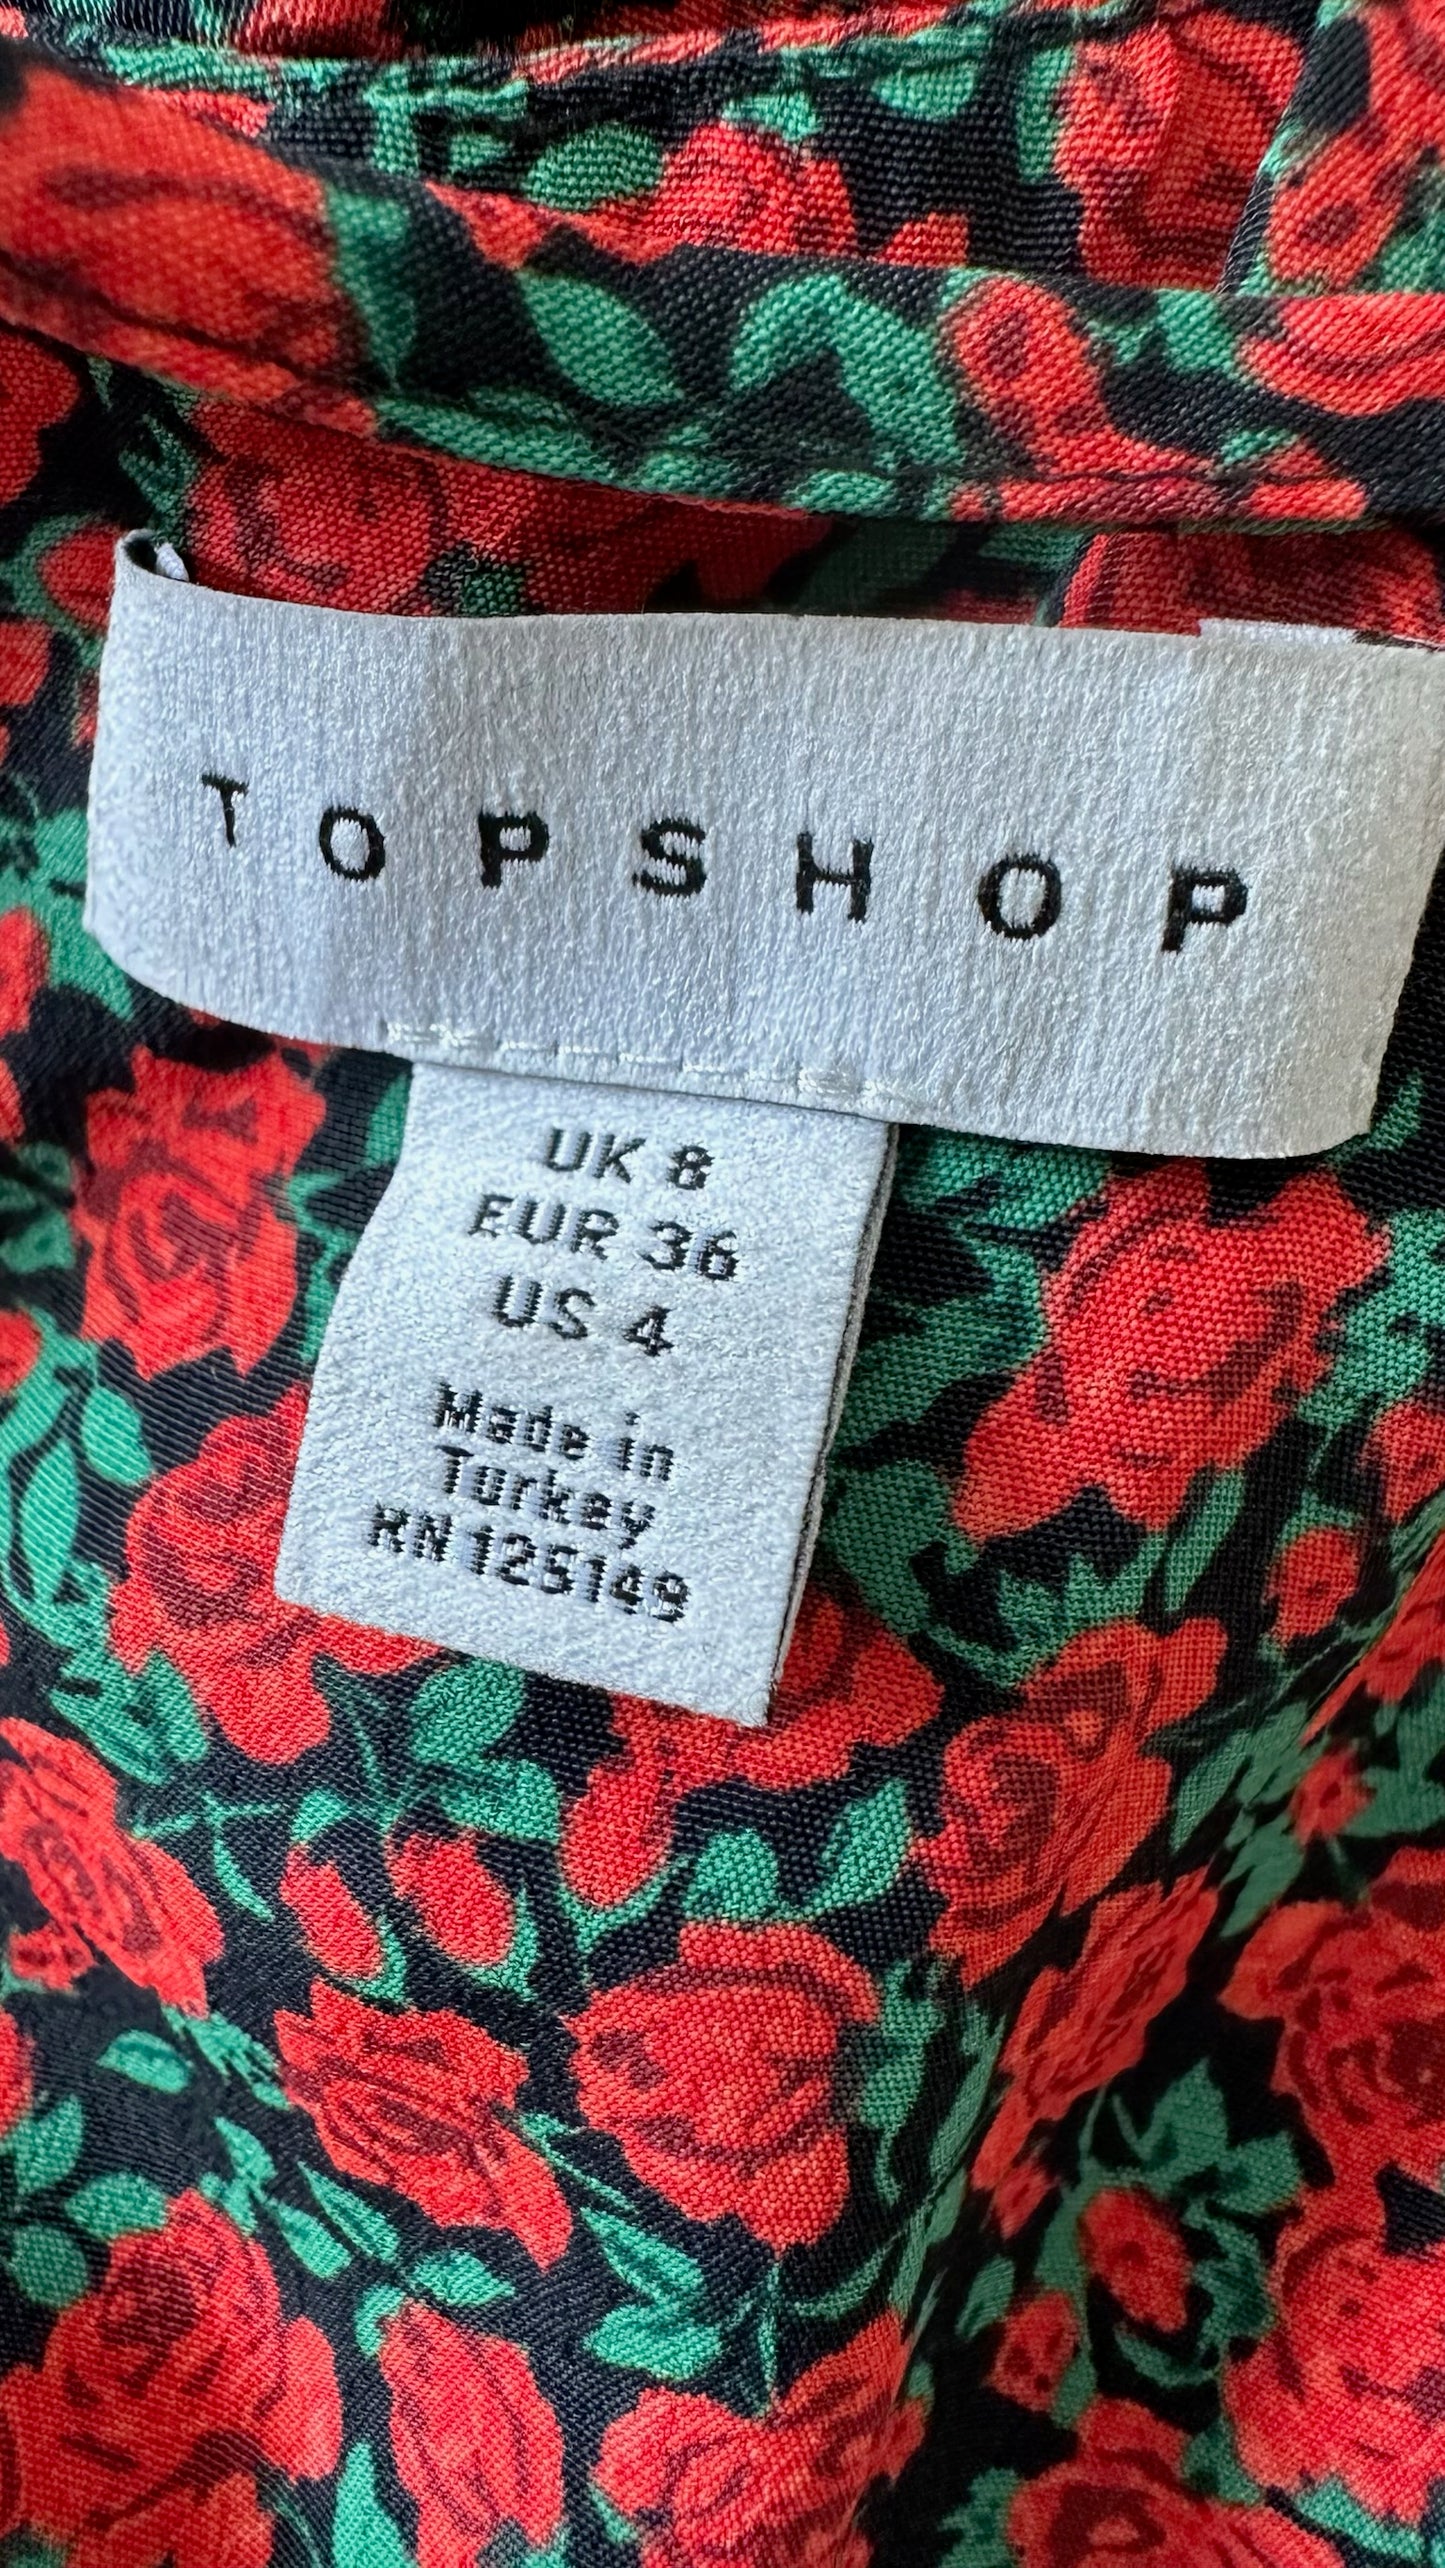 TOPSHOP
UK 8
EUR 36
US 4
Made in
Turkey
RN 125149